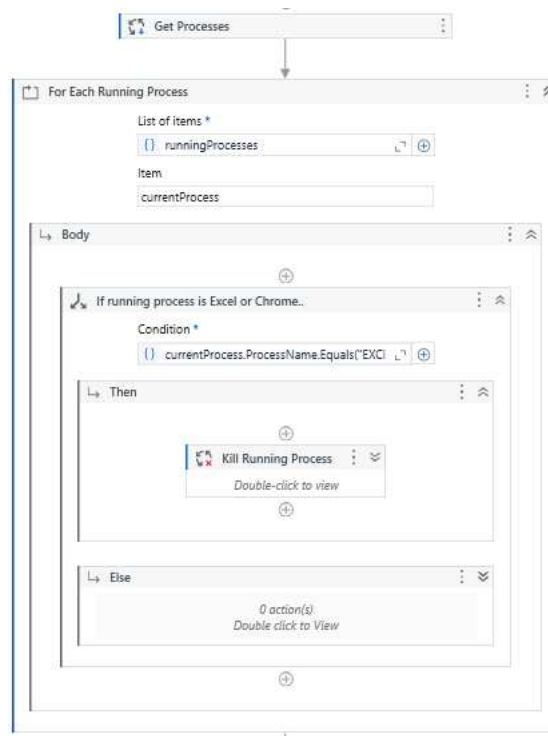 Get Processes
For Each Running Process
List of items *
{} runningProcesses
Item
currentProcess
Body
If running process is Excel or Chrome..
Condition *
{} currentProcess.ProcessName.Equals("EXCI
Then
Kill Running Process
Double-click to view
Else
0 action(s)
Double click to View